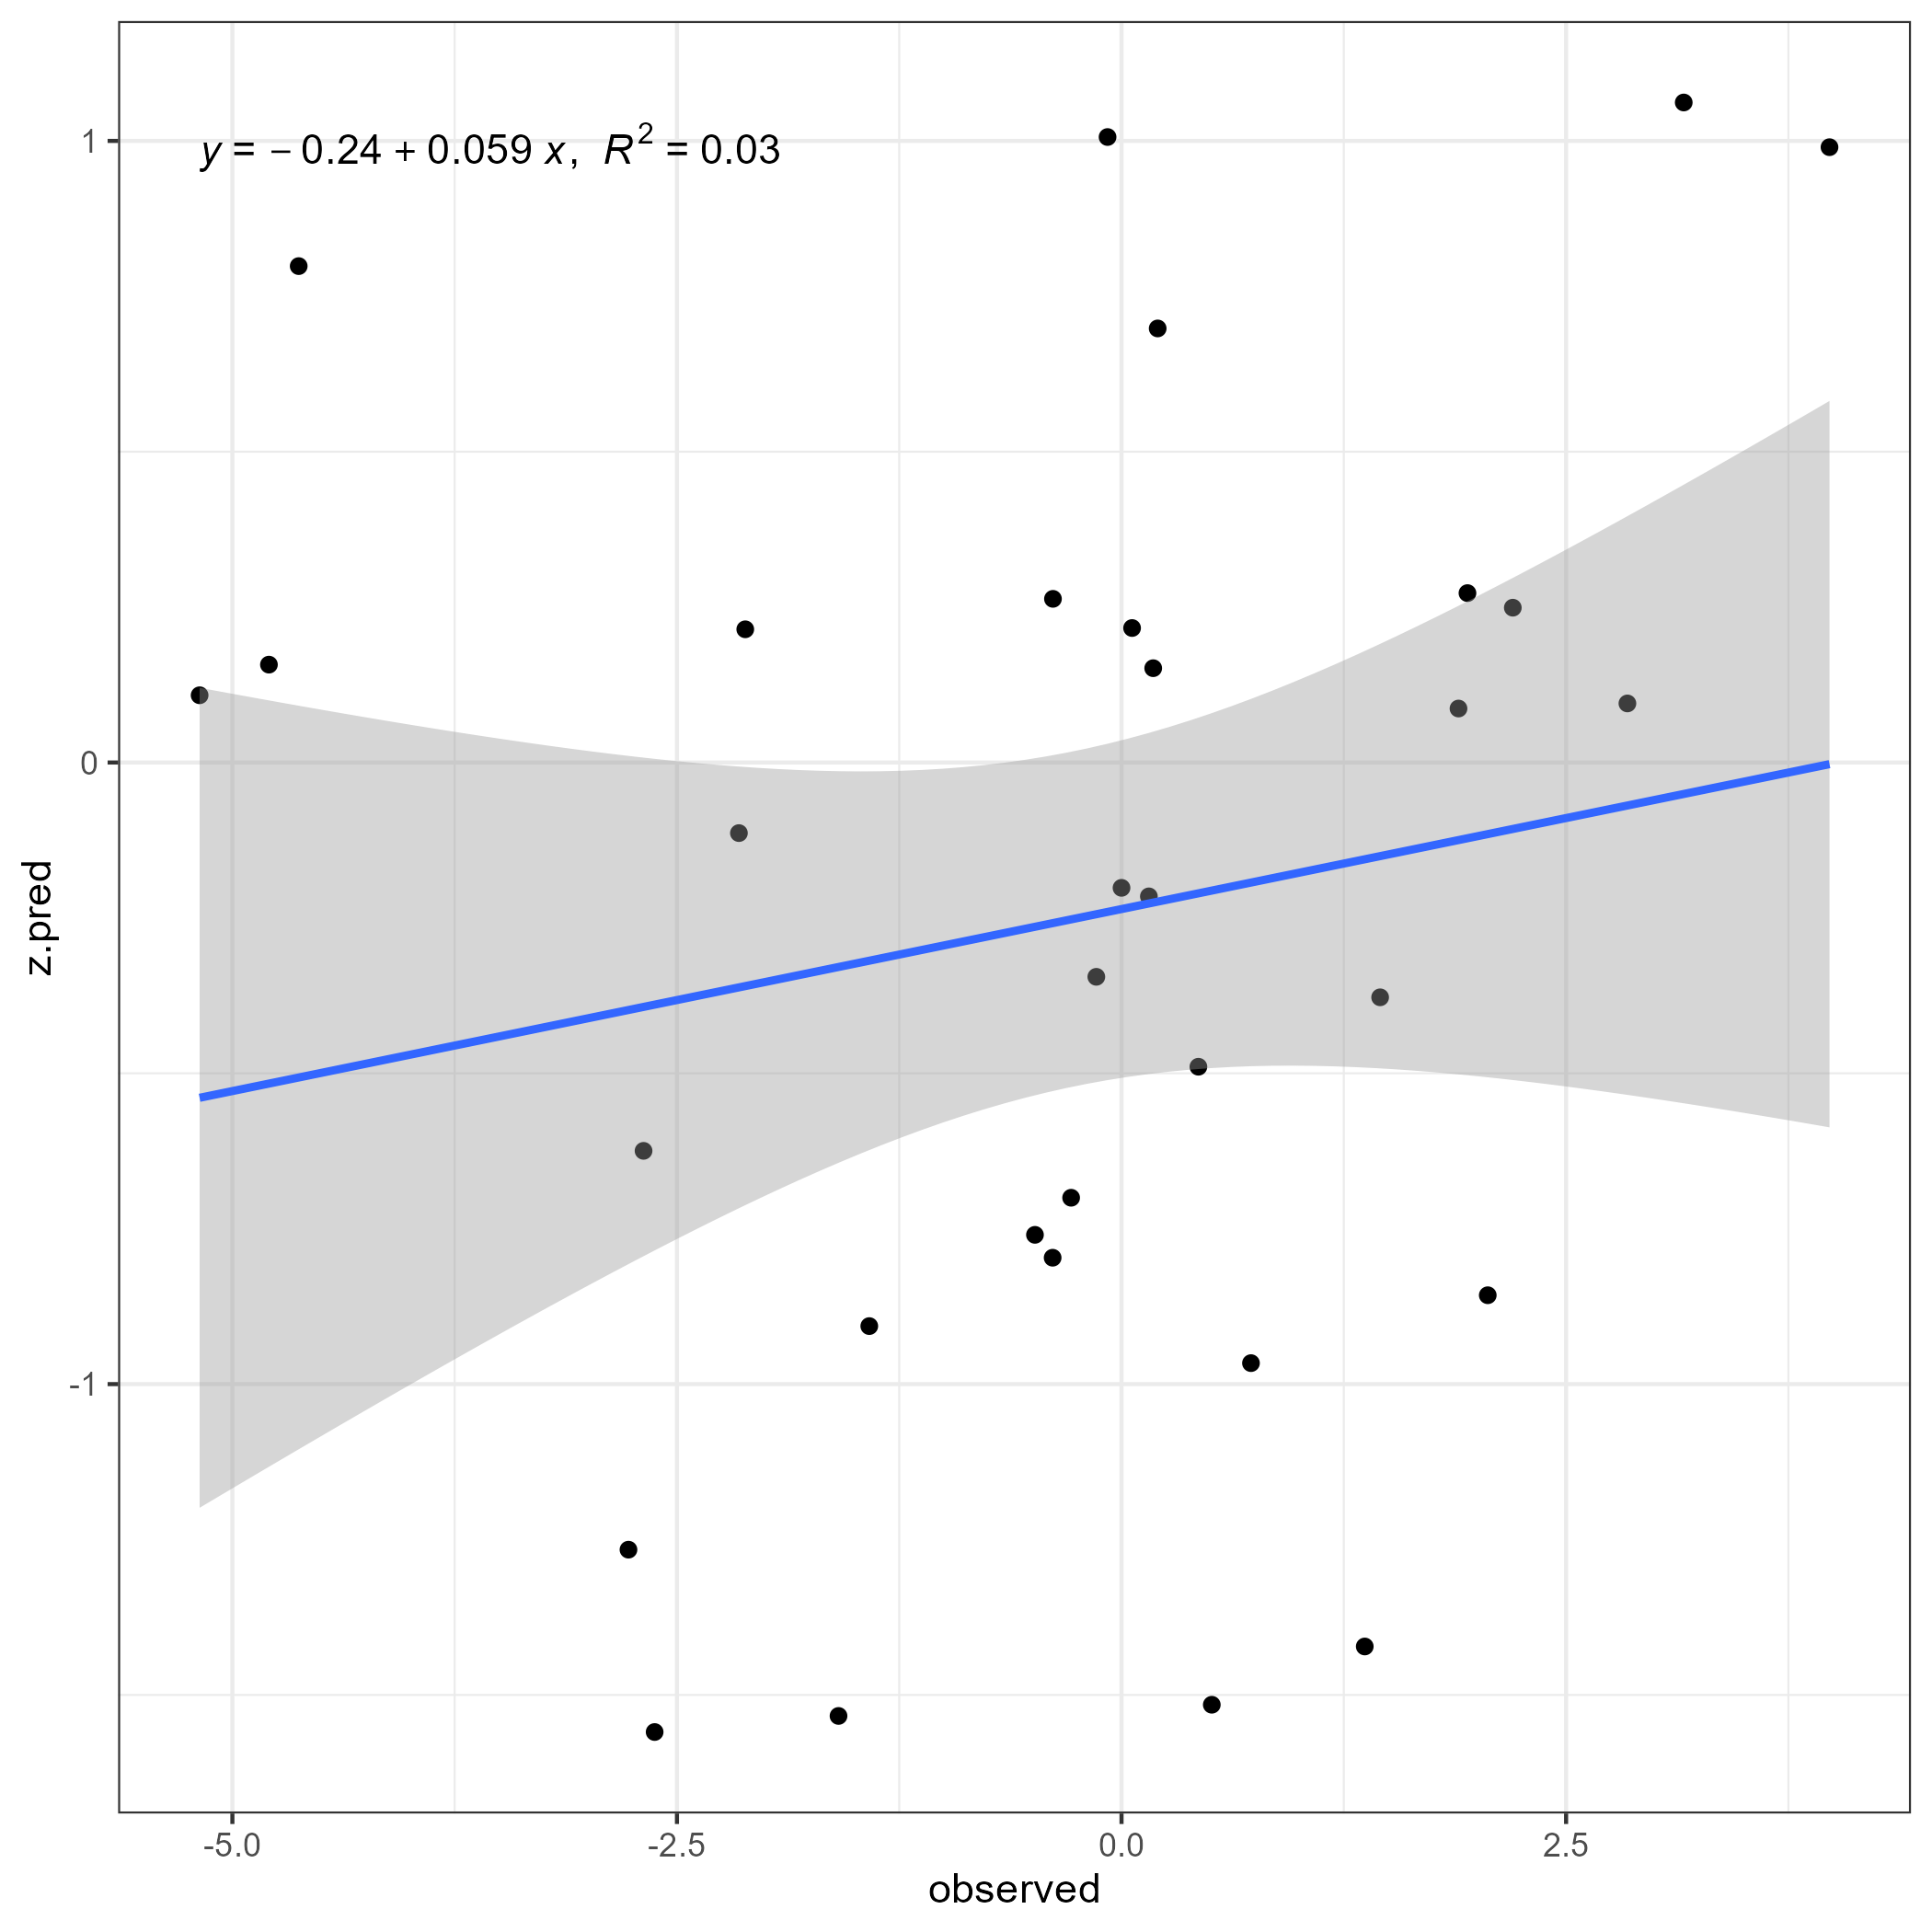 y = − 0.24 + 0.059 x, R² = 0.03
1
0
-1
z.pred
-5.0 -2.5 0.0 2.5
observed